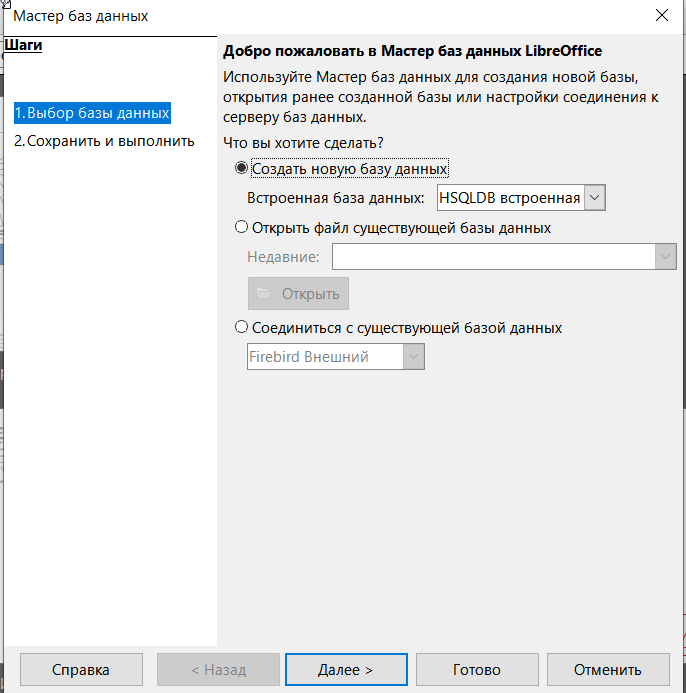 Мастер баз данных
Шаги
1.Выбор базы данных
2.Сохранить и выполнить
Добро пожаловать в Мастер баз данных LibreOffice
Используйте Мастер баз данных для создания новой базы,
открытия ранее созданной базы или настройки соединения к
серверу баз данных.
Что вы хотите сделать?
Создать новую базу данных
Встроенная база данных: HSQLDB встроенная
Открыть файл существующей базы данных
Недавние:
Открыть
Соединиться с существующей базой данных
Firebird Внешний
Справка < Назад Далее > Готово Отменить